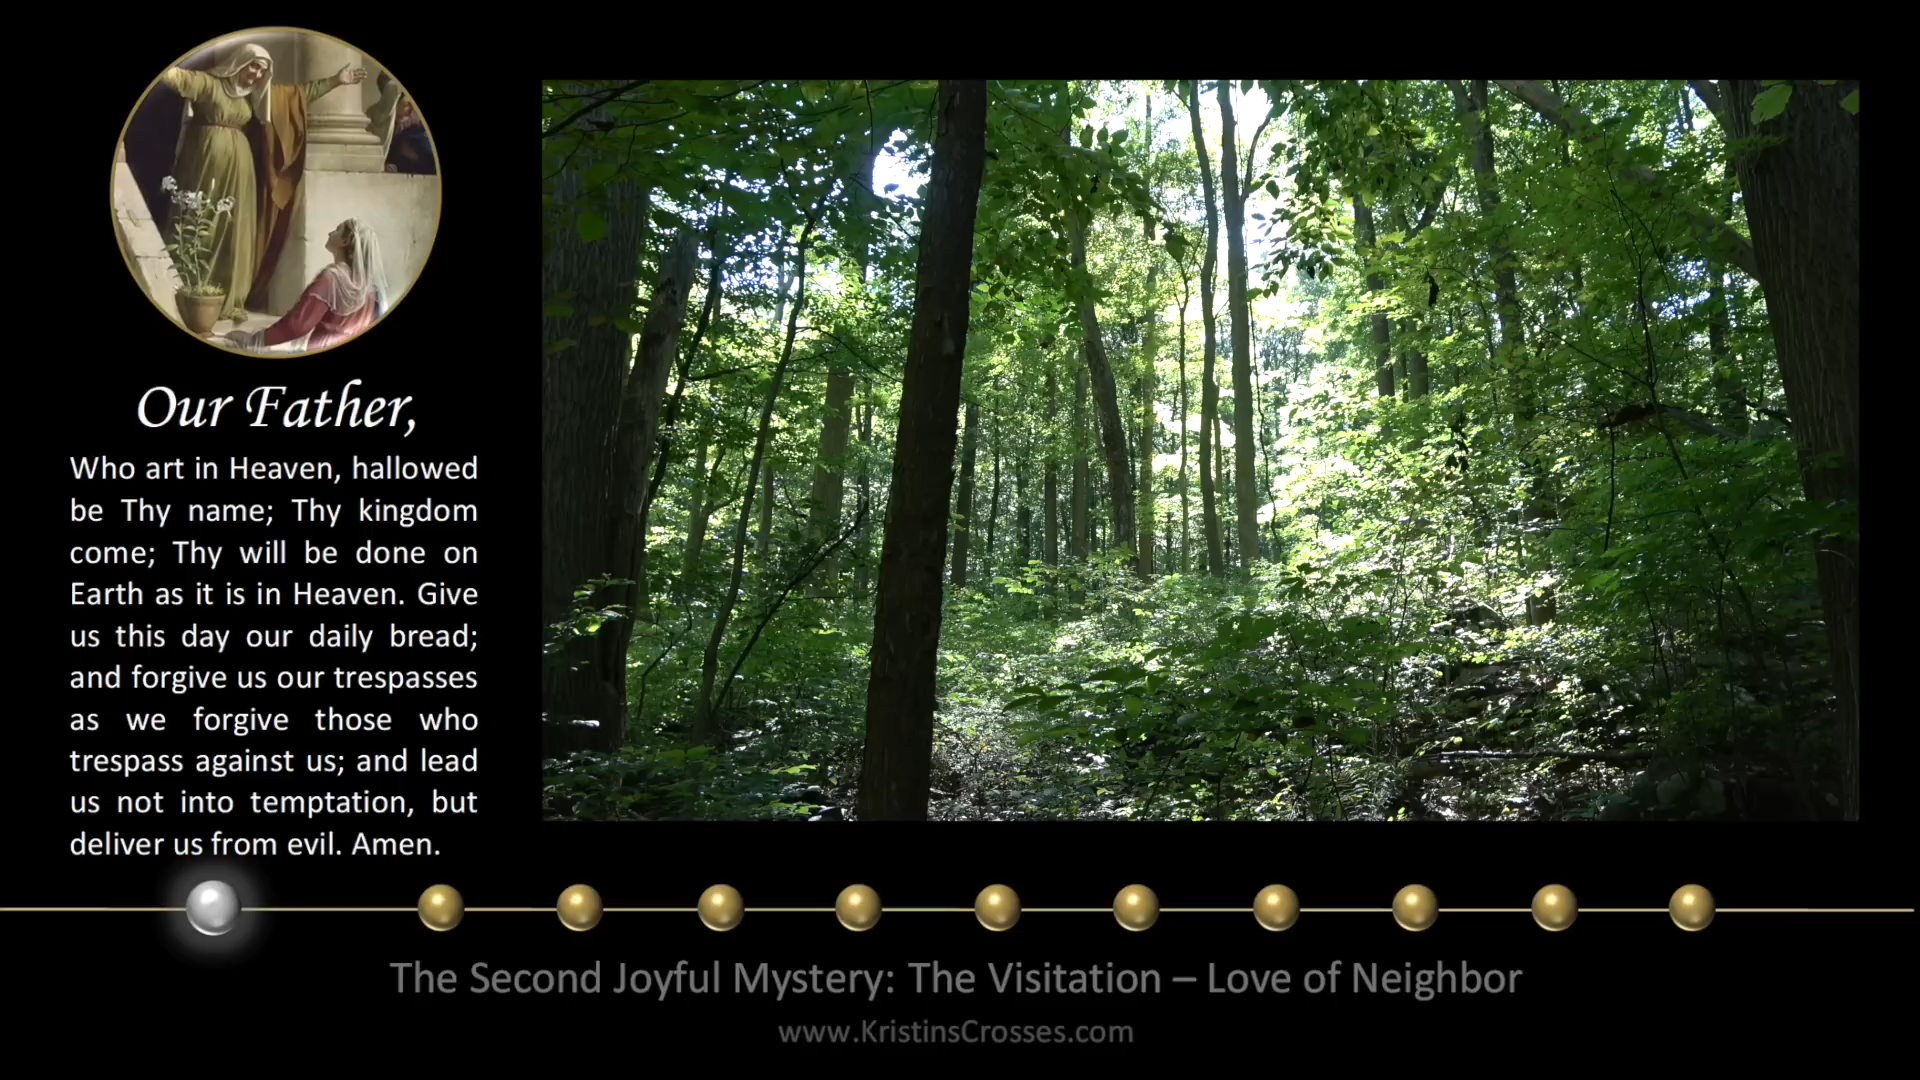 Our Father,
Who art in Heaven, hallowed
be Thy name; Thy kingdom
come; Thy will be done on
Earth as it is in Heaven. Give
us this day our daily bread;
and forgive us our trespasses
as we forgive those who
trespass against us; and lead
us not into temptation, but
deliver us from evil. Amen.
The Second Joyful Mystery: The Visitation – Love of Neighbor
www.KristinsCrosses.com